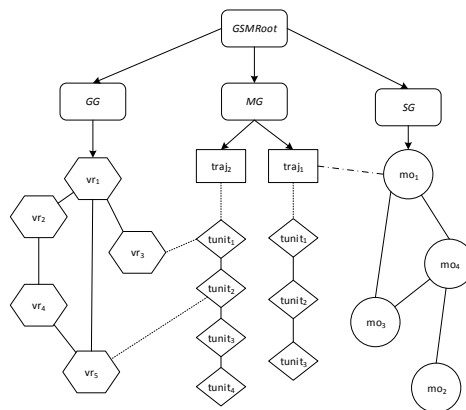 GSMRoot
GG
MG
SG
traj₂
traj₁
mo₁
vr₁
vr₂
vr₃
tunit₁
tunit₁
mo₄
tunit₂
tunit₂
vr₄
mo₃
tunit₃
tunit₃
vr₅
tunit₄
mo₂